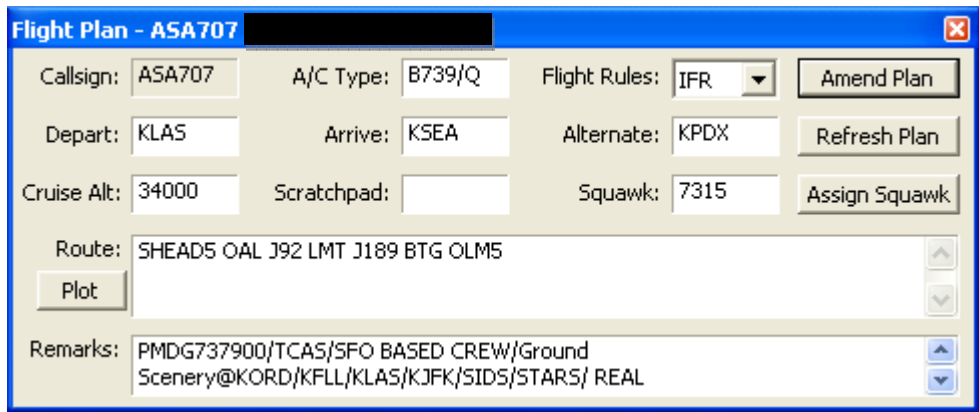 Flight Plan - ASA707
Callsign: ASA707 A/C Type: B739/Q Flight Rules: IFR Amend Plan
Depart: KLAS Arrive: KSEA Alternate: KPDX Refresh Plan
Cruise Alt: 34000 Scratchpad: Squawk: 7315 Assign Squawk
Route: SHEAD5 OAL J92 LMT J189 BTG OLM5
Plot
Remarks: PMDG737900/TCAS/SFO BASED CREW/Ground
Scenery@KORD/KFLL/KLAS/KJFK/SIDS/STARS/ REAL